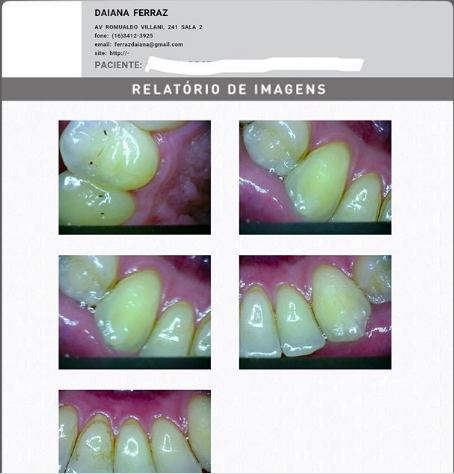 DAIANA FERRAZ
AV ROMUALDO VILLANI, 241 SALA 2
fone: (16)3412-3925
email: ferrazdaiana@gmail.com
site: http://-
PACIENTE:
RELATÓRIO DE IMAGENS